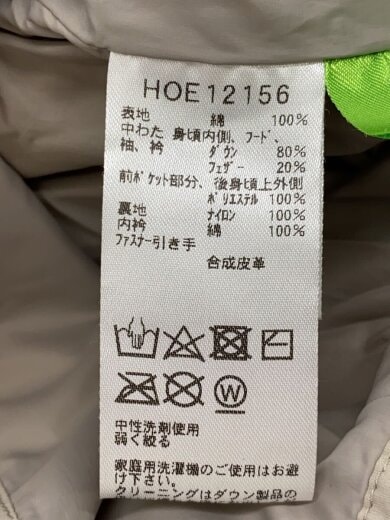 HOE12156
表地 綿 100%
中わた 身頃内側、フード、
袖、衿 ダウン 80%
フェザー 20%
前ポケット部分、後身頃上外側
ポリエステル 100%
裏地 ナイロン 100%
内衿 綿 100%
ファスナー引き手
合成皮革
W
中性洗剤使用
弱く絞る
家庭用洗濯機のご使用はお避
け下さい。
クリーニングはダウン製品の